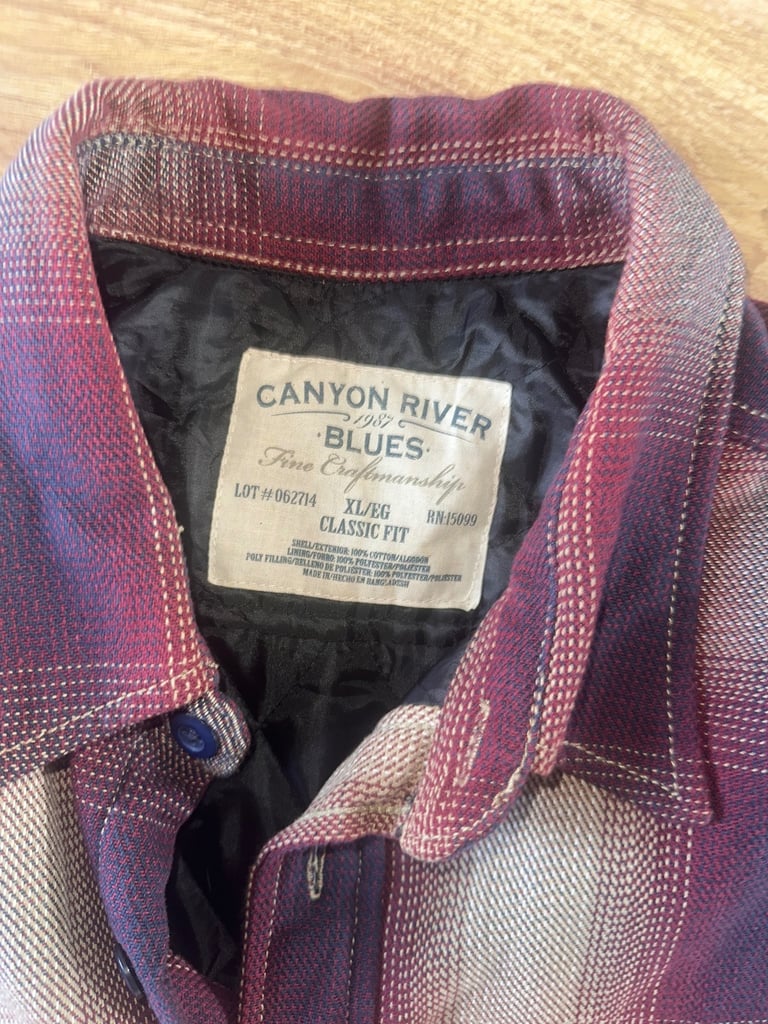 CANYON RIVER
1987
·BLUES·
Fine Craftmanship
LOT # 062714 XL/EG RN:15099
CLASSIC FIT
SHELL/EXTERIOR: 100% COTTON/ALGODON
LINING/FORRO: 100% POLYESTER/POLIESTER
POLY FILLING/RELLENO DE POLIESTER: 100% POLYESTER/POLIESTER
MADE IN/HECHO EN BANGLADESH